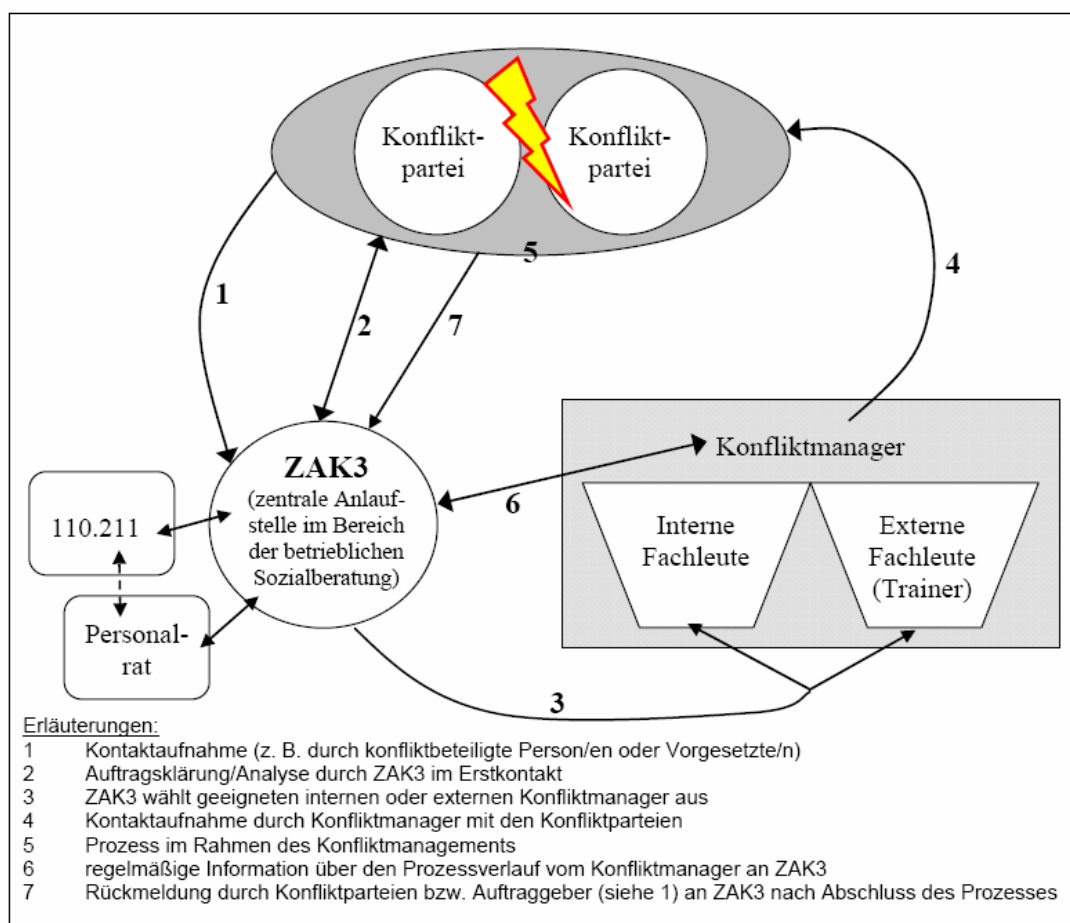 Konflikt-
partei
Konflikt-
partei
5
1
2
7
4
ZAK3
(zentrale Anlauf-
stelle im Bereich
der betrieblichen
Sozialberatung)
110.211
Personal-
rat
6
Konfliktmanager
Interne
Fachleute
Externe
Fachleute
(Trainer)
3
Erläuterungen:
1 Kontaktaufnahme (z. B. durch konfliktbeteiligte Person/en oder Vorgesetzte/n)
2 Auftragsklärung/Analyse durch ZAK3 im Erstkontakt
3 ZAK3 wählt geeigneten internen oder externen Konfliktmanager aus
4 Kontaktaufnahme durch Konfliktmanager mit den Konfliktparteien
5 Prozess im Rahmen des Konfliktmanagements
6 regelmäßige Information über den Prozessverlauf vom Konfliktmanager an ZAK3
7 Rückmeldung durch Konfliktparteien bzw. Auftraggeber (siehe 1) an ZAK3 nach Abschluss des Prozesses